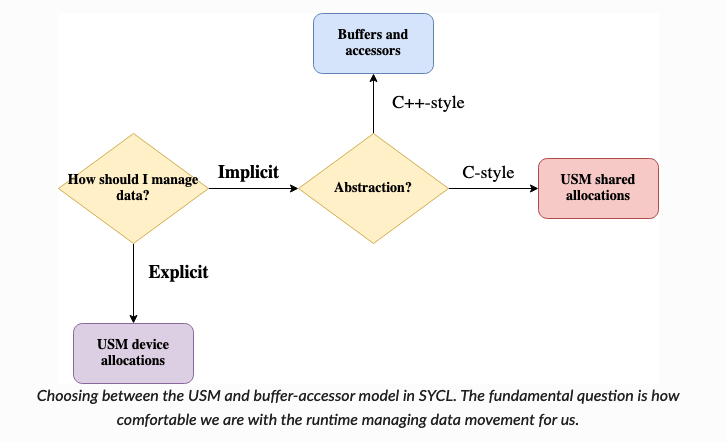 Buffers and
accessors
C++-style
How should I manage
data?
Implicit
Abstraction?
C-style
USM shared
allocations
Explicit
USM device
allocations
Choosing between the USM and buffer-accessor model in SYCL. The fundamental question is how
comfortable we are with the runtime managing data movement for us.